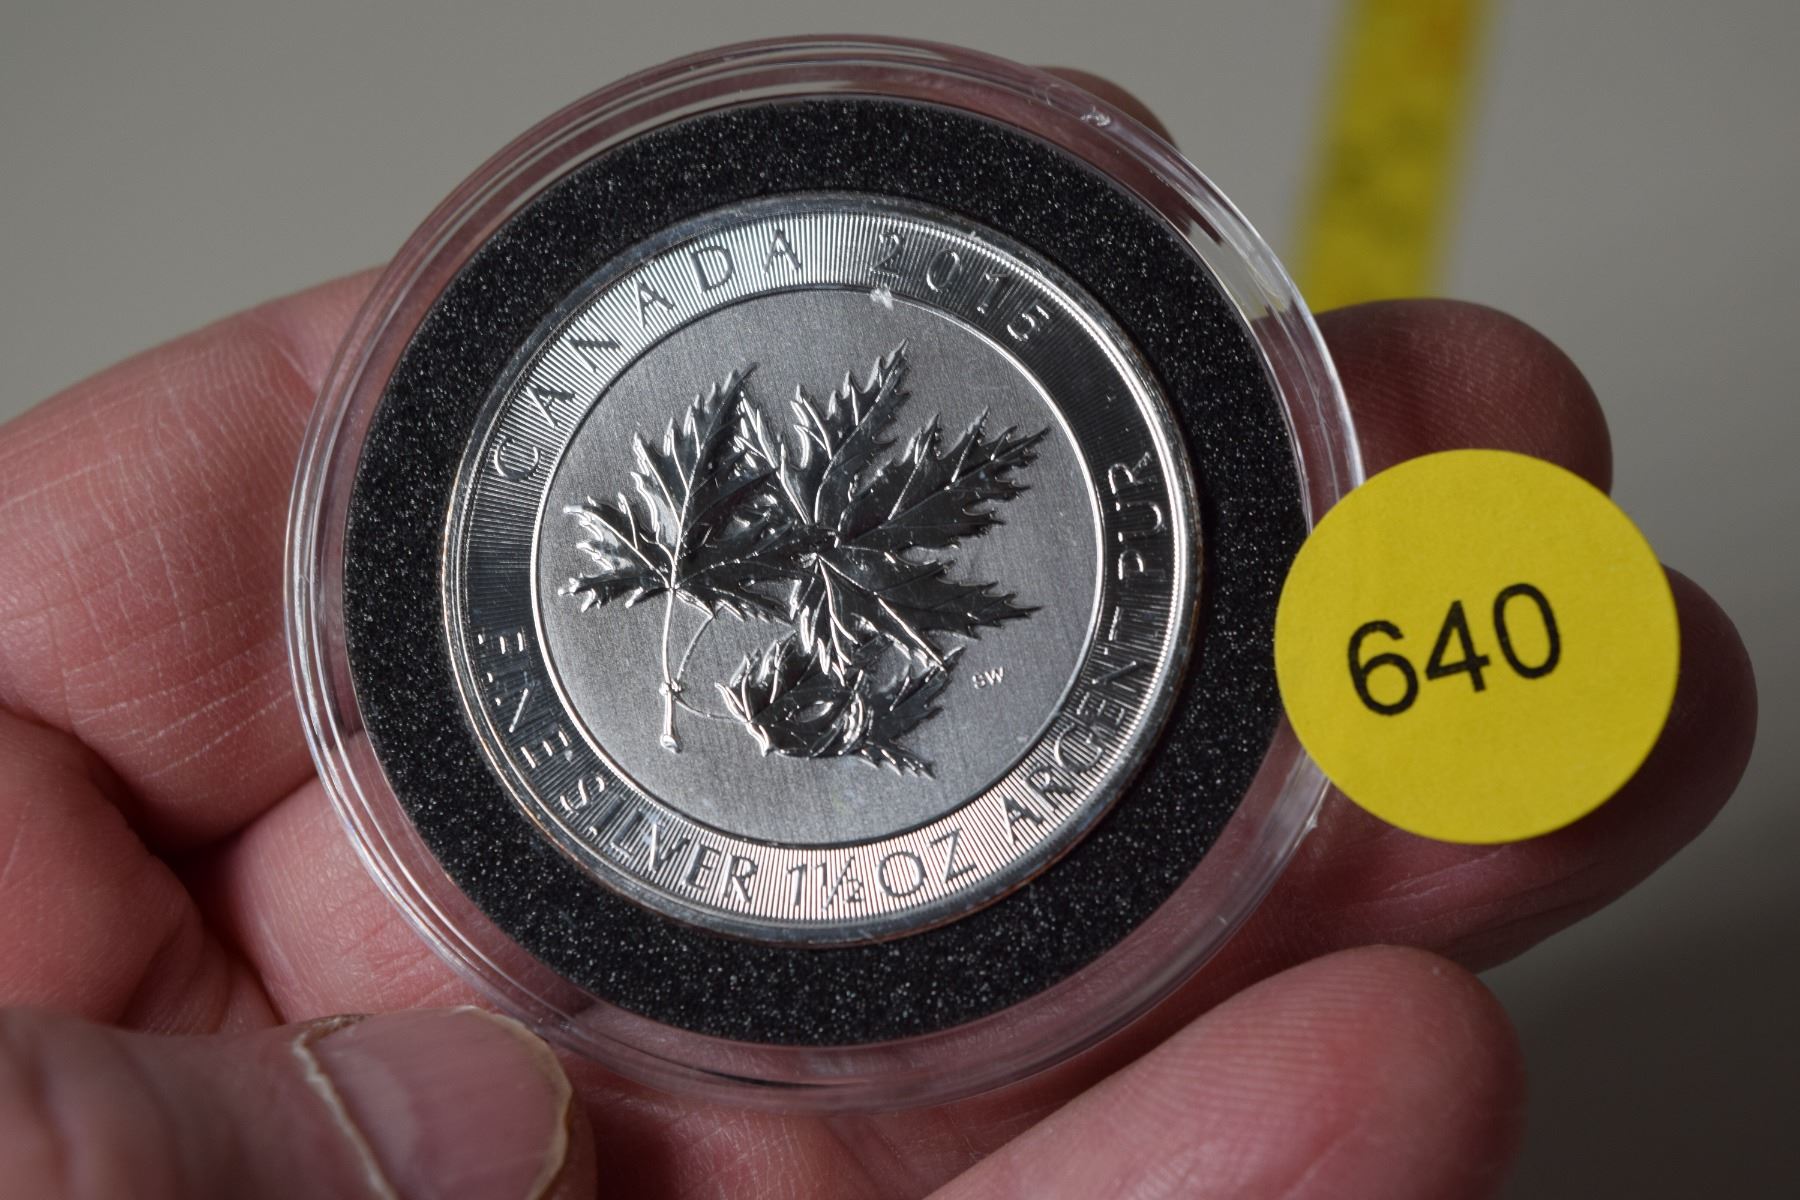 CANADA 2015
FINE SILVER 1½ OZ ARGENT PUR
SW
640